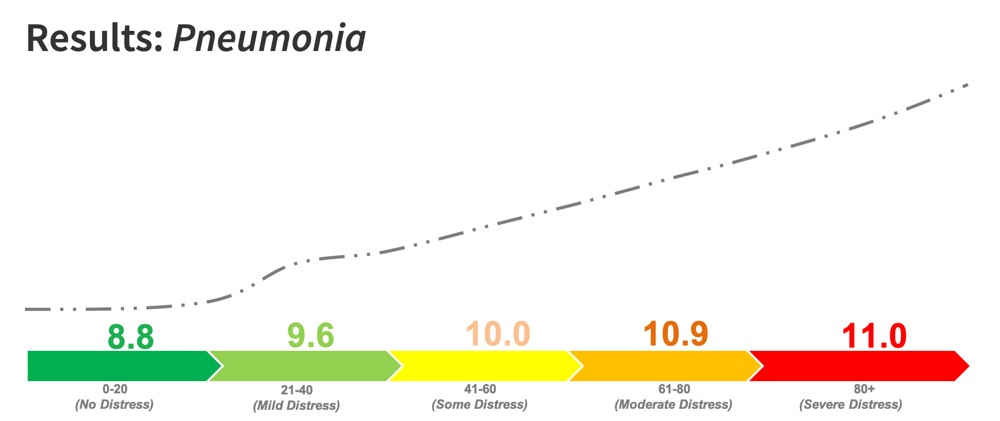 Results: Pneumonia
8.8 9.6 10.0 10.9 11.0
0-20 21-40 41-60 61-80 80+
(No Distress) (Mild Distress) (Some Distress) (Moderate Distress) (Severe Distress)